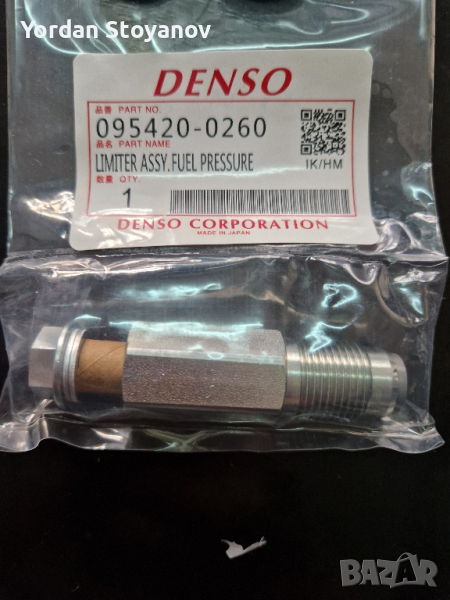 Yordan Stoyanov
DENSO
品番 PART NO.
095420-0260
品名 PART NAME
LIMITER ASSY.FUEL PRESSURE
IK/HM
数量 QTY.
1
DENSO CORPORATION
MADE IN JAPAN
BAZAR